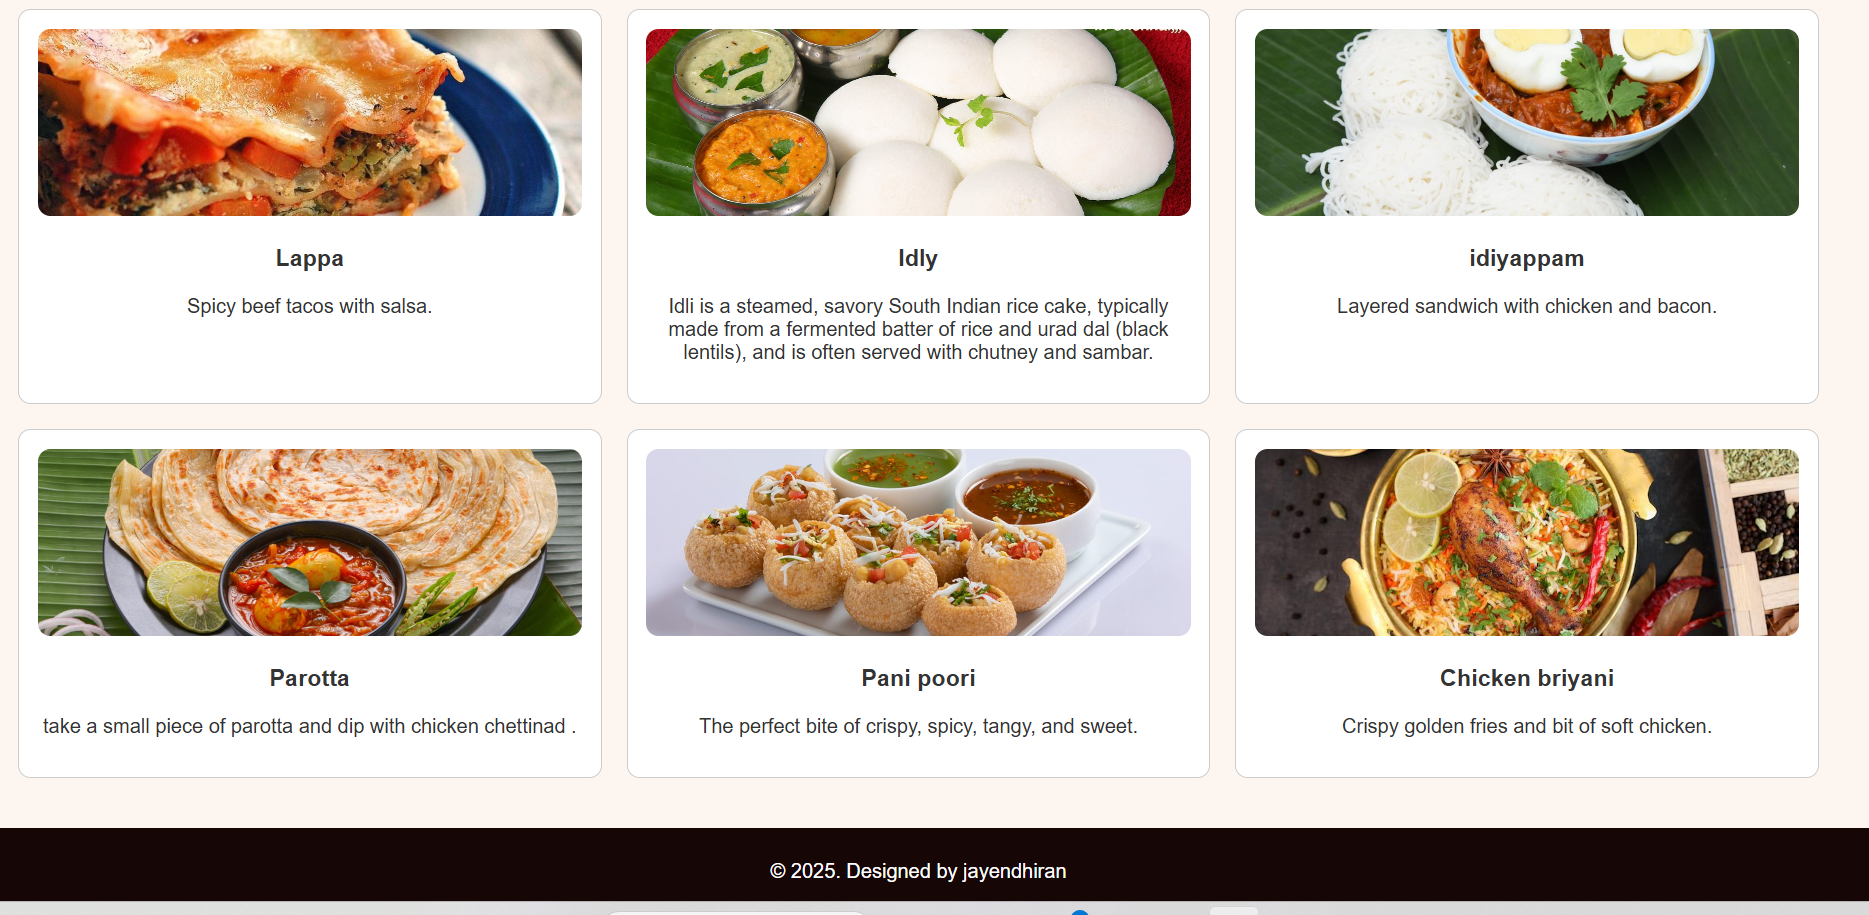 Lappa
Spicy beef tacos with salsa.
Idly
Idli is a steamed, savory South Indian rice cake, typically
made from a fermented batter of rice and urad dal (black
lentils), and is often served with chutney and sambar.
idiyappam
Layered sandwich with chicken and bacon.
Parotta
take a small piece of parotta and dip with chicken chettinad .
Pani poori
The perfect bite of crispy, spicy, tangy, and sweet.
Chicken briyani
Crispy golden fries and bit of soft chicken.
© 2025. Designed by jayendhiran